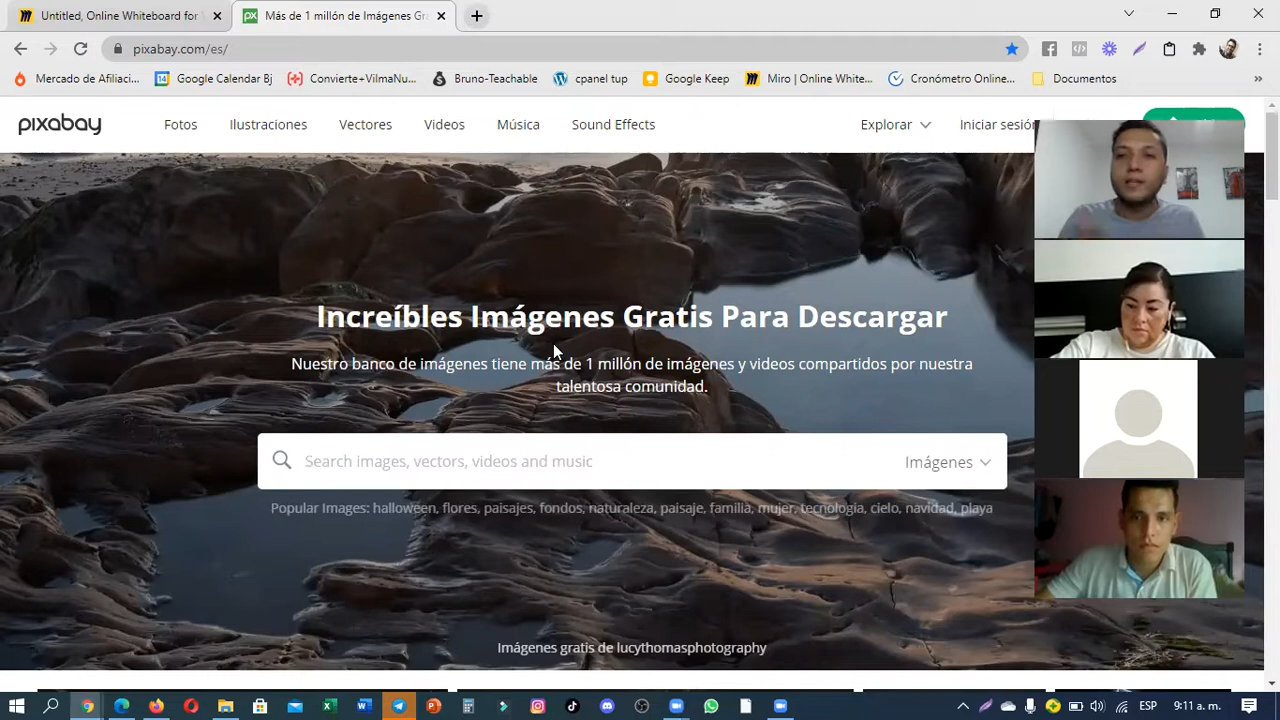 Untitled, Online Whiteboard for
Más de 1 millón de Imágenes Gr
pixabay.com/es/
Mercado de Afiliaci...
14
Google Calendar Bj
Convierte+VilmaNu...
Bruno-Teachable
cpanel tup
Google Keep
Miro | Online White...
Cronómetro Online...
Documentos
»
pixabay
Fotos
Ilustraciones
Vectores
Videos
Música
Sound Effects
Explorar
Iniciar sesión
Increíbles Imágenes Gratis Para Descargar
Nuestro banco de imágenes tiene más de 1 millón de imágenes y videos compartidos por nuestra
talentosa comunidad.
Search images, vectors, videos and music
Imágenes
Popular Images: halloween, flores, paisajes, fondos, naturaleza, paisaje, familia, mujer, tecnología, cielo, navidad, playa
Imágenes gratis de lucythomasphotography
ESP
9:11 a. m.